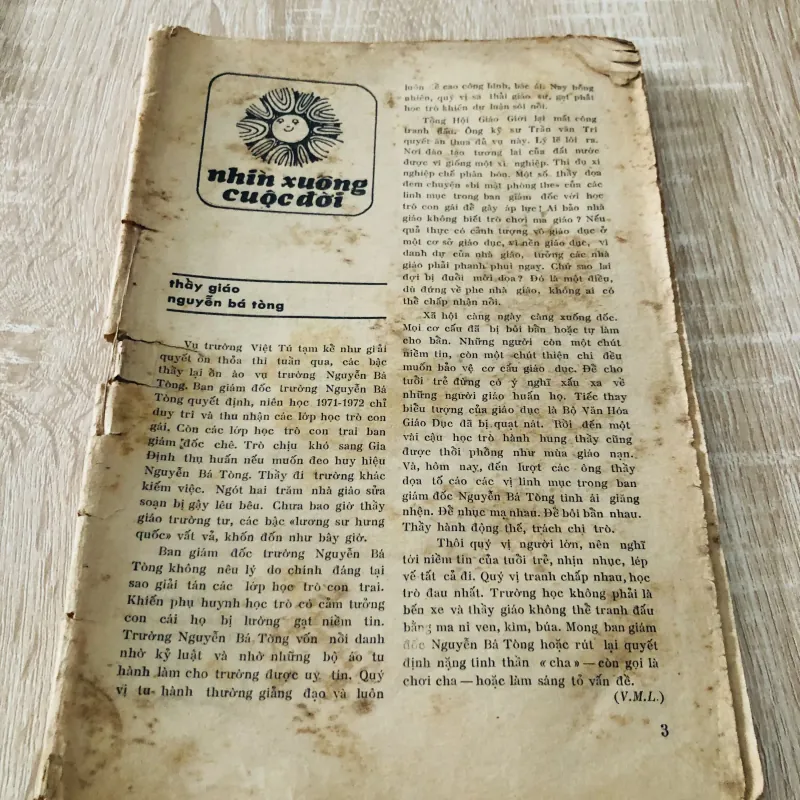 nhìn xuống
cuộc đời
thầy giáo
nguyễn bá tòng
Vụ trường Việt Tú tạm kể như giải
quyết ổn thỏa thì tuần qua, các bậc
thầy lại ồn ào vụ trường Nguyễn Bá
Tòng. Ban giám đốc trường Nguyễn Bá
Tòng quyết định, niên học 1971-1972 chỉ
duy trì và thu nhận các lớp học trò con
gái. Còn các lớp học trò con trai ban
giám đốc chê. Trò chịu khó sang Gia
Định thụ huấn nếu muốn đeo huy hiệu
Nguyễn Bá Tòng. Thầy đi trường khác
kiếm việc. Ngót hai trăm nhà giáo sửa
soạn bị gậy lêu bêu. Chưa bao giờ thầy
giáo trường tư, các bậc «lương sư hưng
quốc» vất vả, khốn đốn như bây giờ.
Ban giám đốc trường Nguyễn Bá
Tòng không nêu lý do chính đáng tại
sao giải tán các lớp học trò con trai.
Khiến phụ huynh học trò có cảm tưởng
con cái họ bị lường gạt niềm tin.
Trường Nguyễn Bá Tòng vốn nổi danh
nhờ kỷ luật và nhờ những bộ áo tu
hành làm cho trường được uy tín. Quý
vị tu hành thường giảng đạo và luôn
luôn đề cao công bình, bác ái. Nay bỗng
nhiên, quý vị sa thải giáo sư, gạt phải
học trò khiến dư luận sôi nổi.
Tổng Hội Giáo Giới lại mất công
tranh đấu. Ông kỹ sư Trần văn Trí
quyết ăn thua đủ vụ này. Lý lẽ lôi ra.
Nơi đào tạo tương lai của đất nước
được ví giống một xí nghiệp. Thí dụ xí
nghiệp chế phân bón. Một số thầy dọa
đem chuyện «bí mật phòng the» của các
linh mục trong ban giám đốc với học
trò con gái để gây áp lực! Ai bảo nhà
giáo không biết trò chơi ma giáo? Nếu
quả thực có cảnh tượng vô giáo dục ở
một cơ sở giáo dục, vì nền giáo dục, vì
danh dự của nhà giáo, tưởng các nhà
giáo phải phanh phui ngay. Chứ sao lại
đợi bị đuổi mới dọa? Đó là một điều,
dù đứng về phe nhà giáo, không ai có
thể chấp nhận nổi.
Xã hội càng ngày càng xuống dốc.
Mọi cơ cấu đã bị bôi bần hoặc tự làm
cho bần. Những người còn một chút
niềm tin, còn một chút thiện chí đều
muốn bảo vệ cơ cấu giáo dục. Để cho
tuổi trẻ đừng có ý nghĩ xấu xa về
những người giáo huấn họ. Tiếc thay
biểu tượng của giáo dục là Bộ Văn Hóa
Giáo Dục đã bị quạt nát. Rồi đến một
vài cậu học trò hành hung thầy cũng
được thổi phồng như mùa giáo nạn.
Và, hôm nay, đến lượt các ông thầy
dọa tố cáo các vị linh mục trong ban
giám đốc Nguyễn Bá Tòng tình ái giăng
nhện. Để nhục mạ nhau. Để bôi bẩn nhau.
Thầy hành động thế, trách chi trò.
Thôi quý vị người lớn, nên nghĩ
tới niềm tin của tuổi trẻ, nhịn nhục, lép
vế tất cả đi. Quý vị tranh chấp nhau, học
trò đau nhất. Trường học không phải là
bến xe và thầy giáo không thể tranh đấu
bằng ma ni ven, kìm, búa. Mong ban giám
đốc Nguyễn Bá Tòng hoặc rút lại quyết
định nặng tinh thần «cha» — còn gọi là
chơi cha — hoặc làm sáng tỏ vấn đề.
(V.M.L.)
3